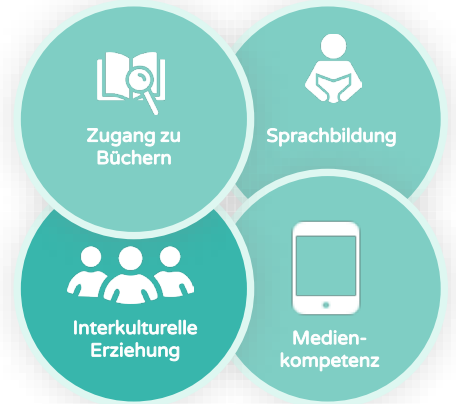 Zugang zu
Büchern
Sprachbildung
Interkulturelle
Erziehung
Medien-
kompetenz